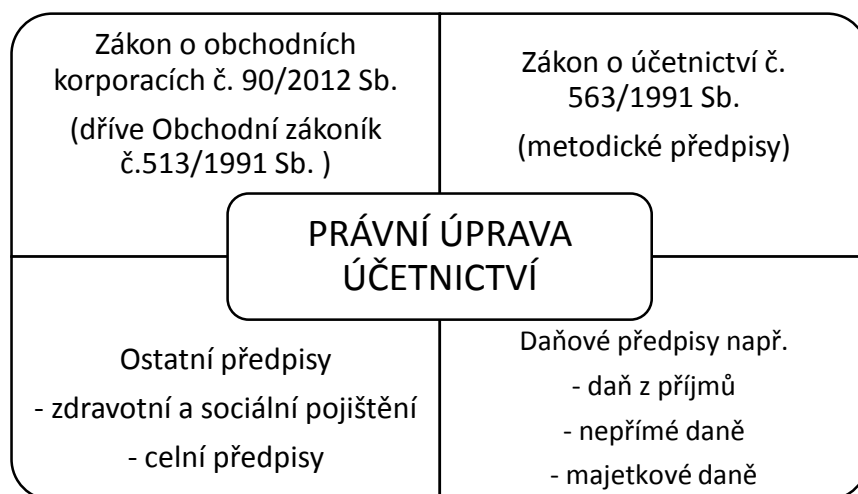 Zákon o obchodních
korporacích č. 90/2012 Sb.
(dříve Obchodní zákoník
č.513/1991 Sb. )
Zákon o účetnictví č.
563/1991 Sb.
(metodické předpisy)
PRÁVNÍ ÚPRAVA
ÚČETNICTVÍ
Ostatní předpisy
- zdravotní a sociální pojištění
- celní předpisy
Daňové předpisy např.
- daň z příjmů
- nepřímé daně
- majetkové daně